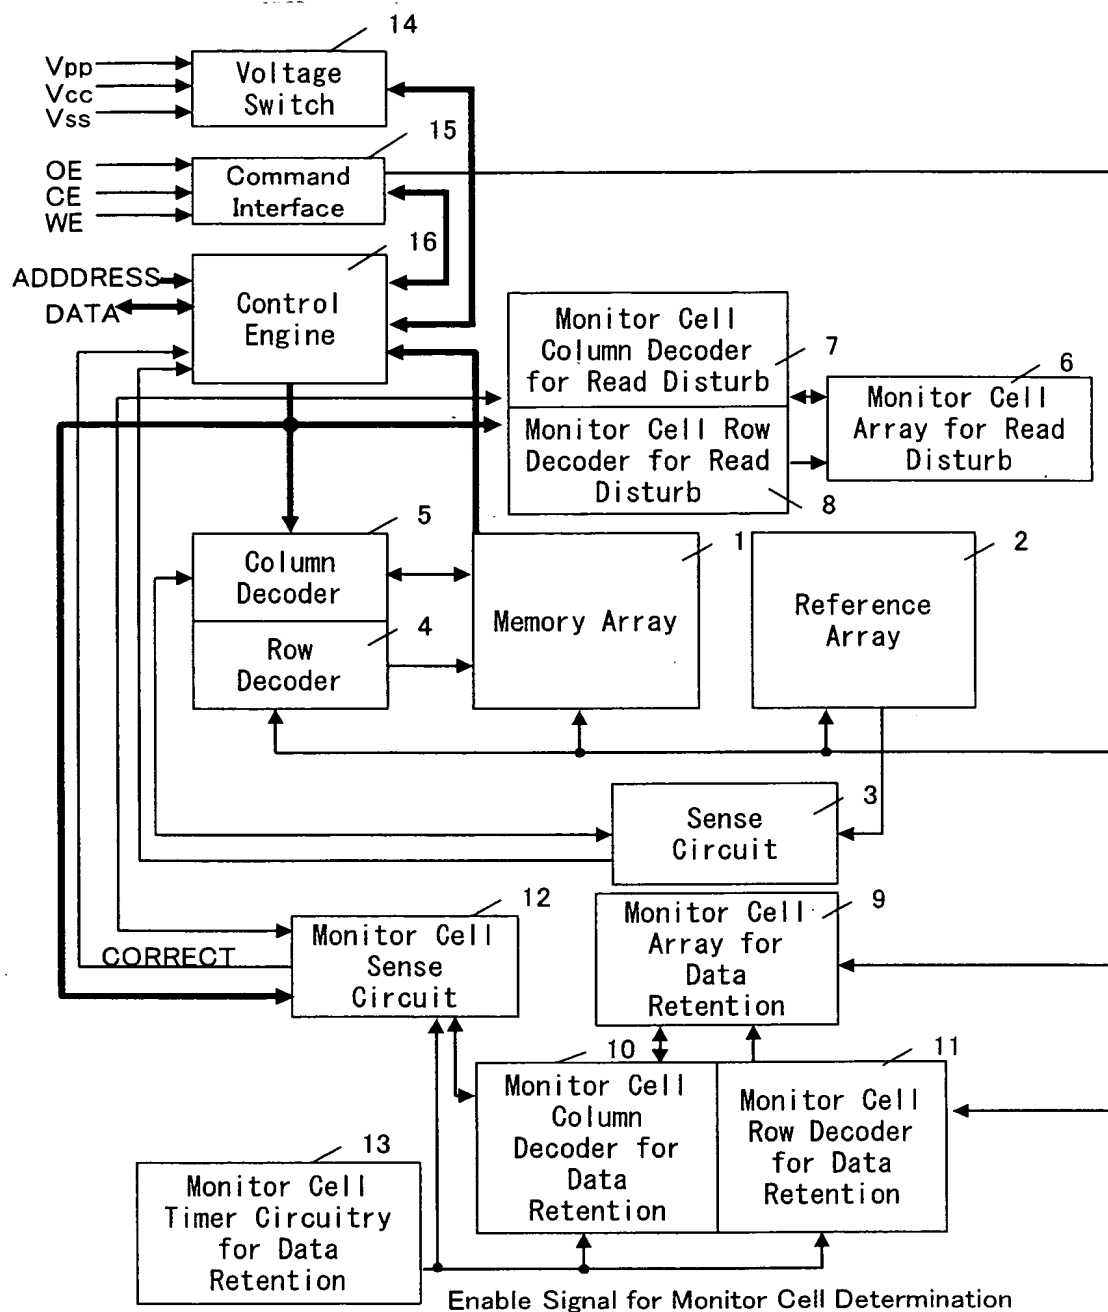 14
Vpp
Vcc
Vss
Voltage
Switch
15
OE
CE
WE
Command
Interface
16
ADDDRESS
DATA
Control
Engine
Monitor Cell
Column Decoder
for Read Disturb
7
Monitor Cell Row
Decoder for Read
Disturb
8
6
Monitor Cell
Array for Read
Disturb
5
Column
Decoder
4
Row
Decoder
1
Memory Array
2
Reference
Array
3
Sense
Circuit
12
Monitor Cell
Sense
Circuit
CORRECT
9
Monitor Cell
Array for
Data
Retention
10
Monitor Cell
Column
Decoder for
Data
Retention
11
Monitor Cell
Row Decoder
for Data
Retention
13
Monitor Cell
Timer Circuitry
for Data
Retention
Enable Signal for Monitor Cell Determination